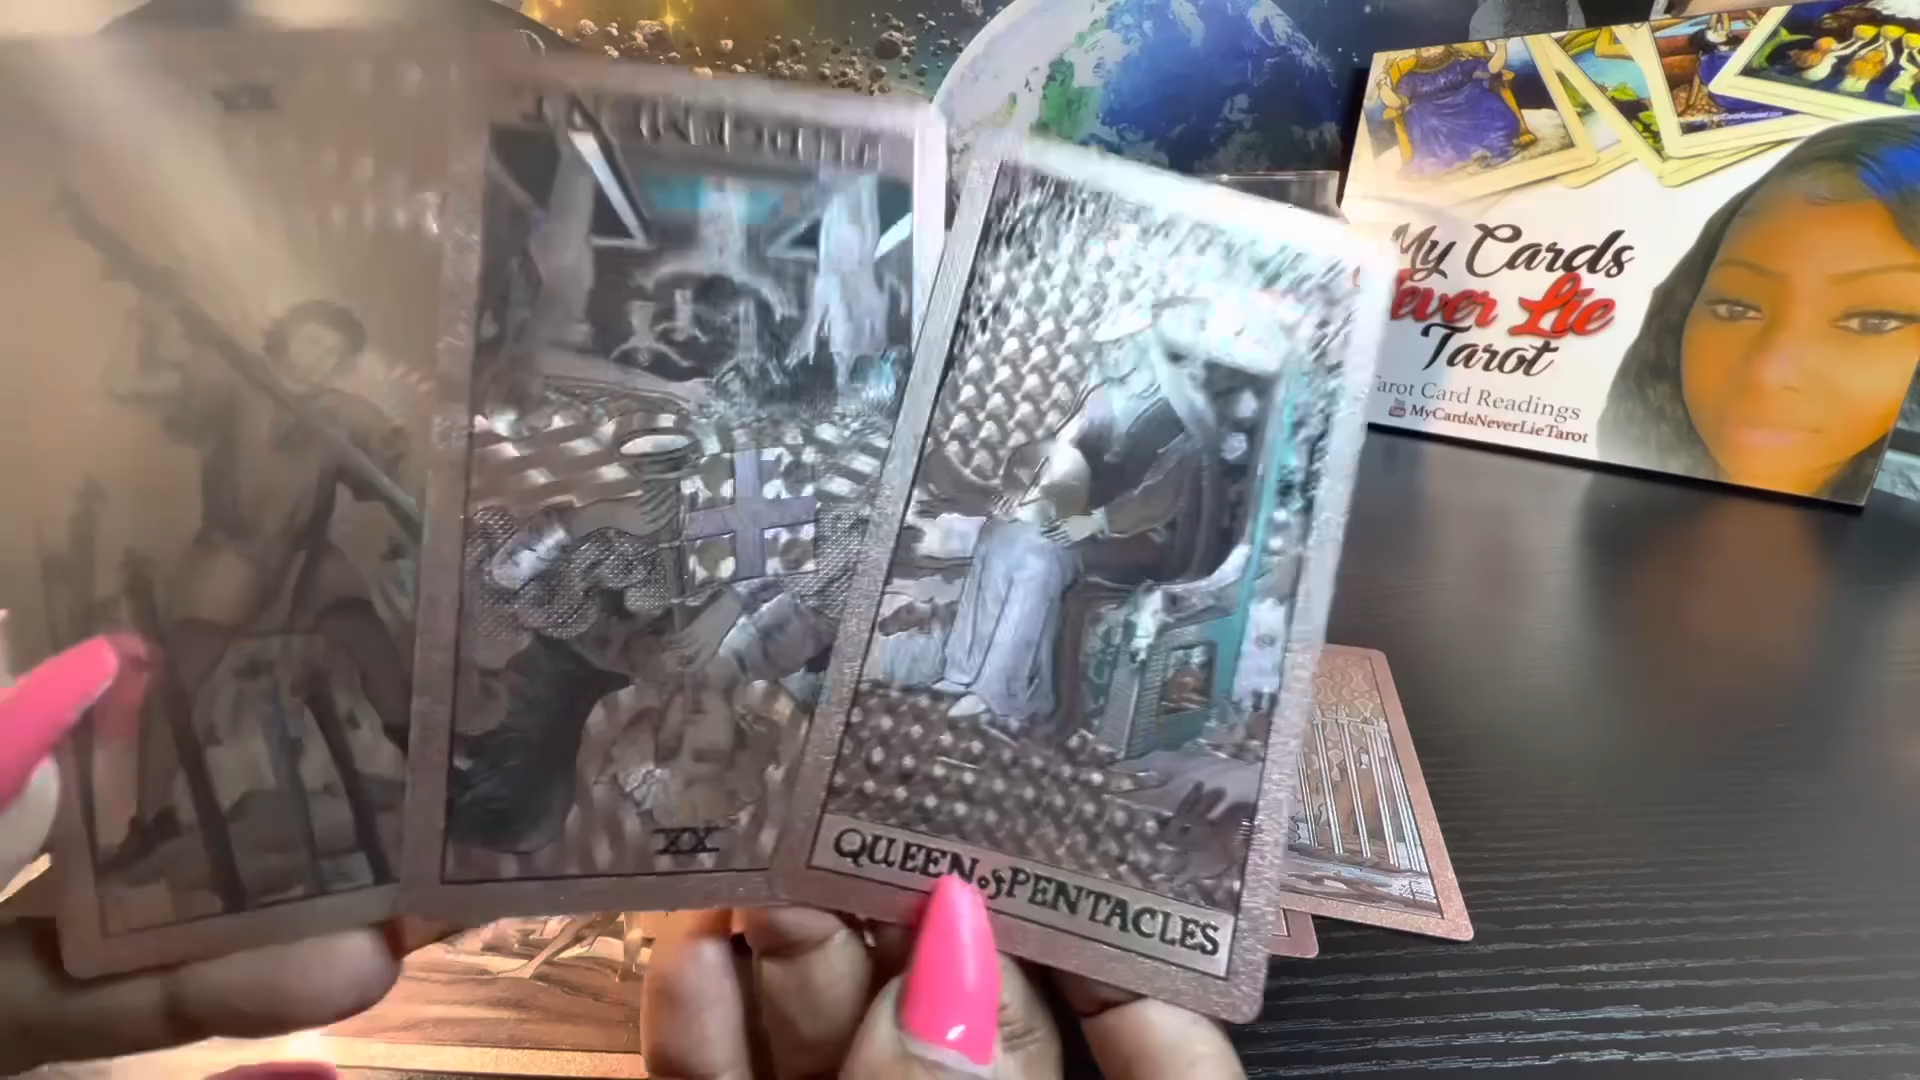 My Cards
Never Lie
Tarot
Tarot Card Readings
MyCardsNeverLieTarot
XX
QUEEN of PENTACLES